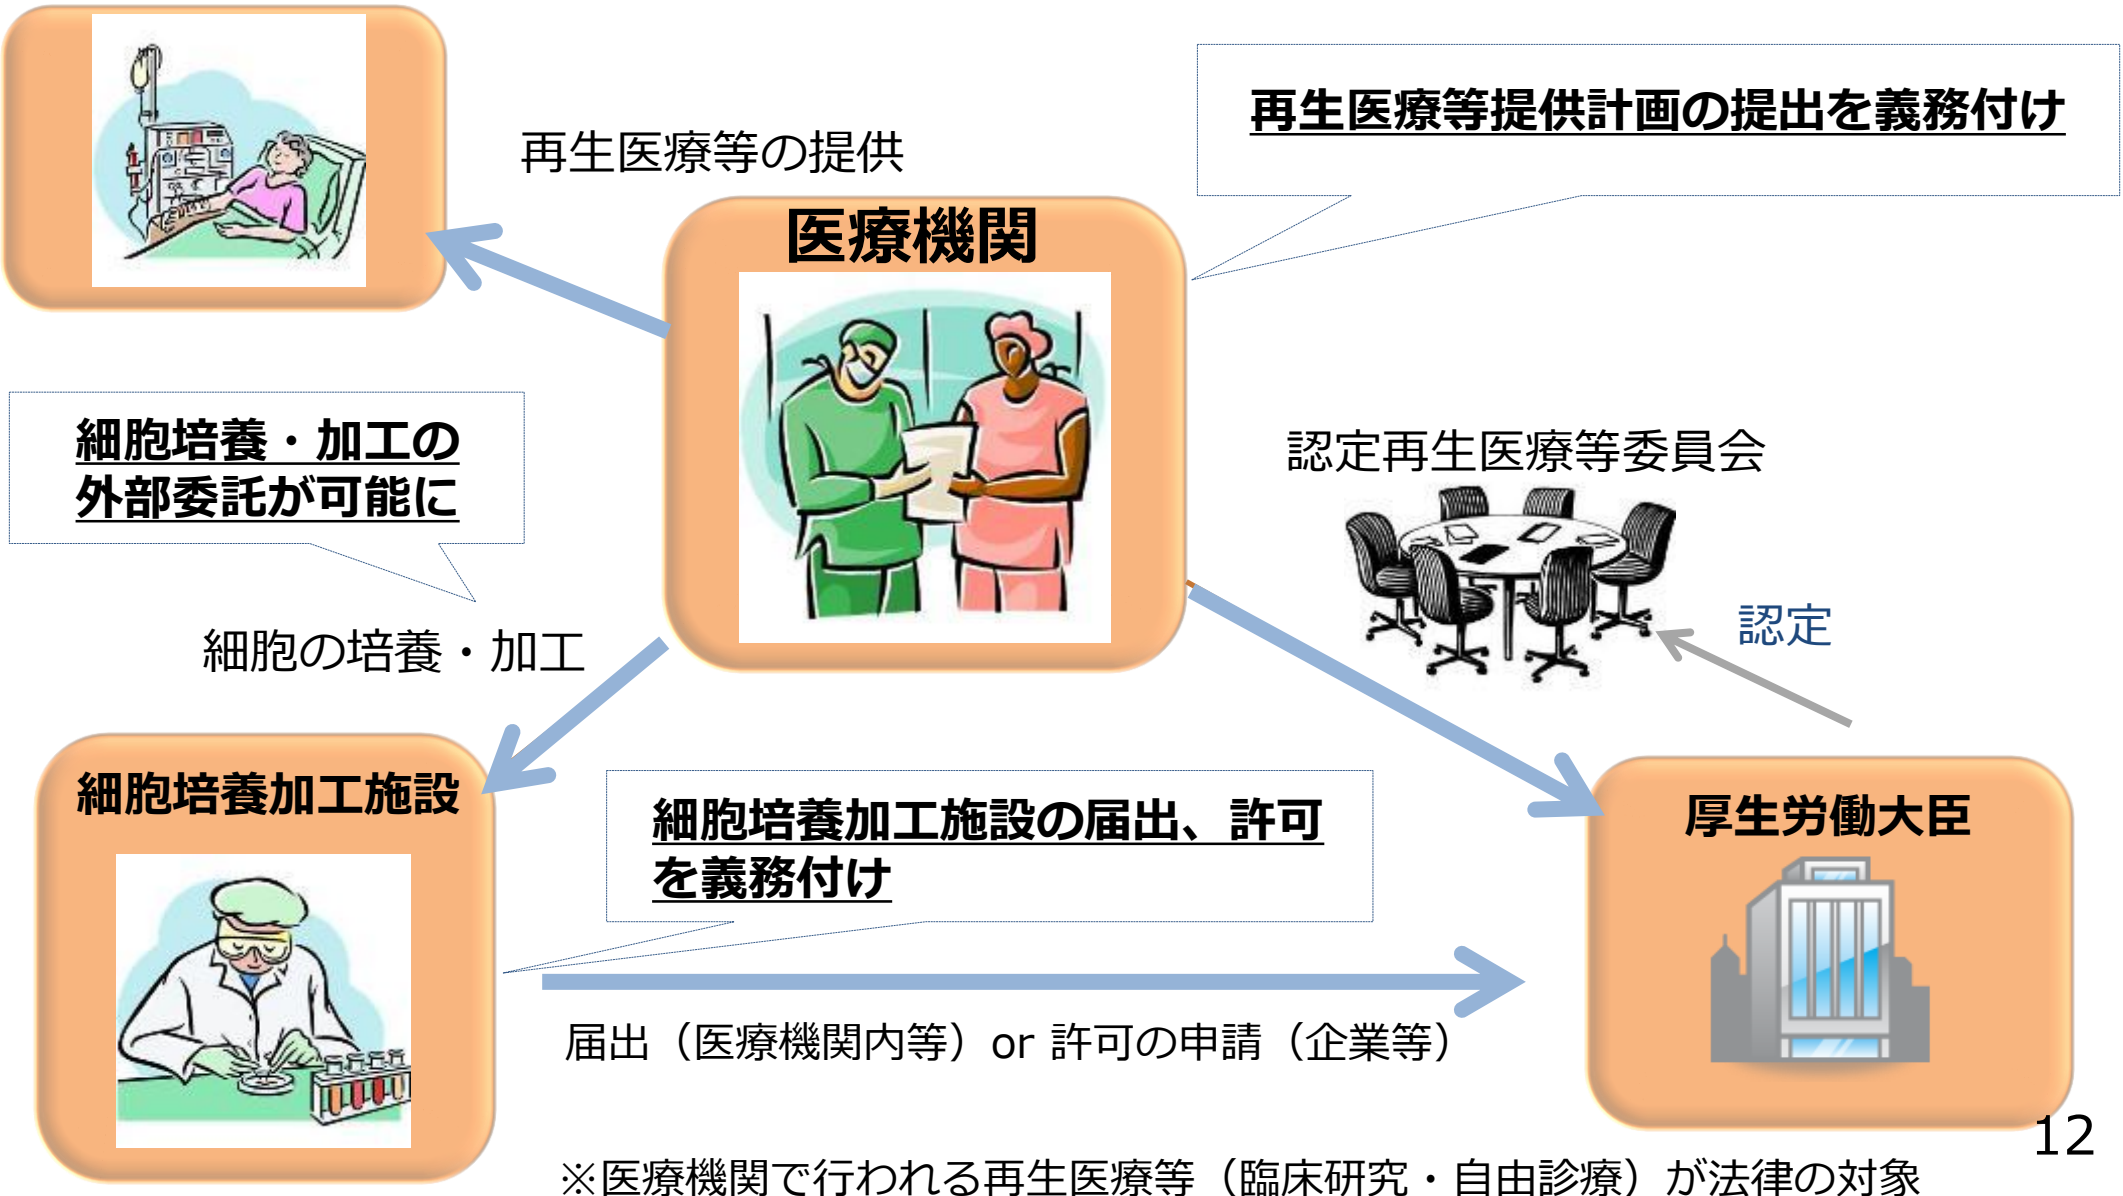 再生医療等提供計画の提出を義務付け
再生医療等の提供
医療機関
細胞培養・加工の
外部委託が可能に
認定再生医療等委員会
認定
細胞の培養・加工
細胞培養加工施設
細胞培養加工施設の届出、許可
を義務付け
厚生労働大臣
届出（医療機関内等）or 許可の申請（企業等）
12
※医療機関で行われる再生医療等（臨床研究・自由診療）が法律の対象